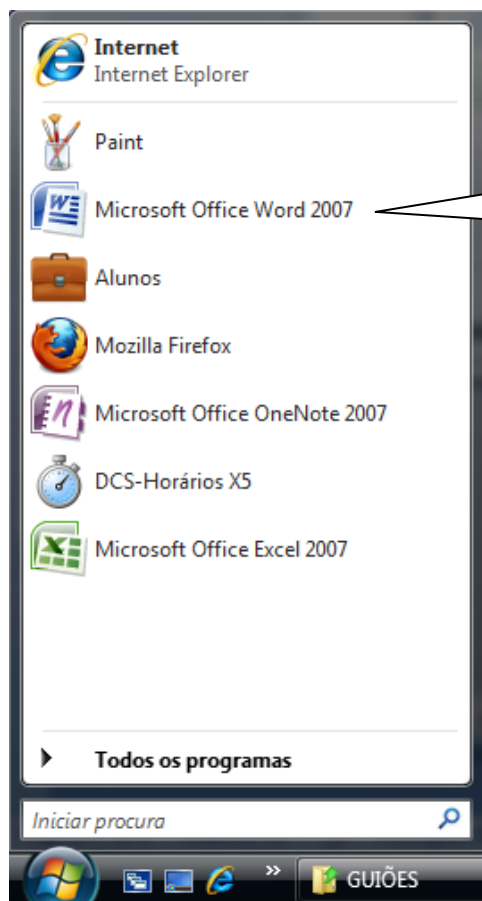 Internet
Internet Explorer
Paint
Microsoft Office Word 2007
Alunos
Mozilla Firefox
Microsoft Office OneNote 2007
DCS-Horários X5
Microsoft Office Excel 2007
Todos os programas
Iniciar procura
» GUIÕES